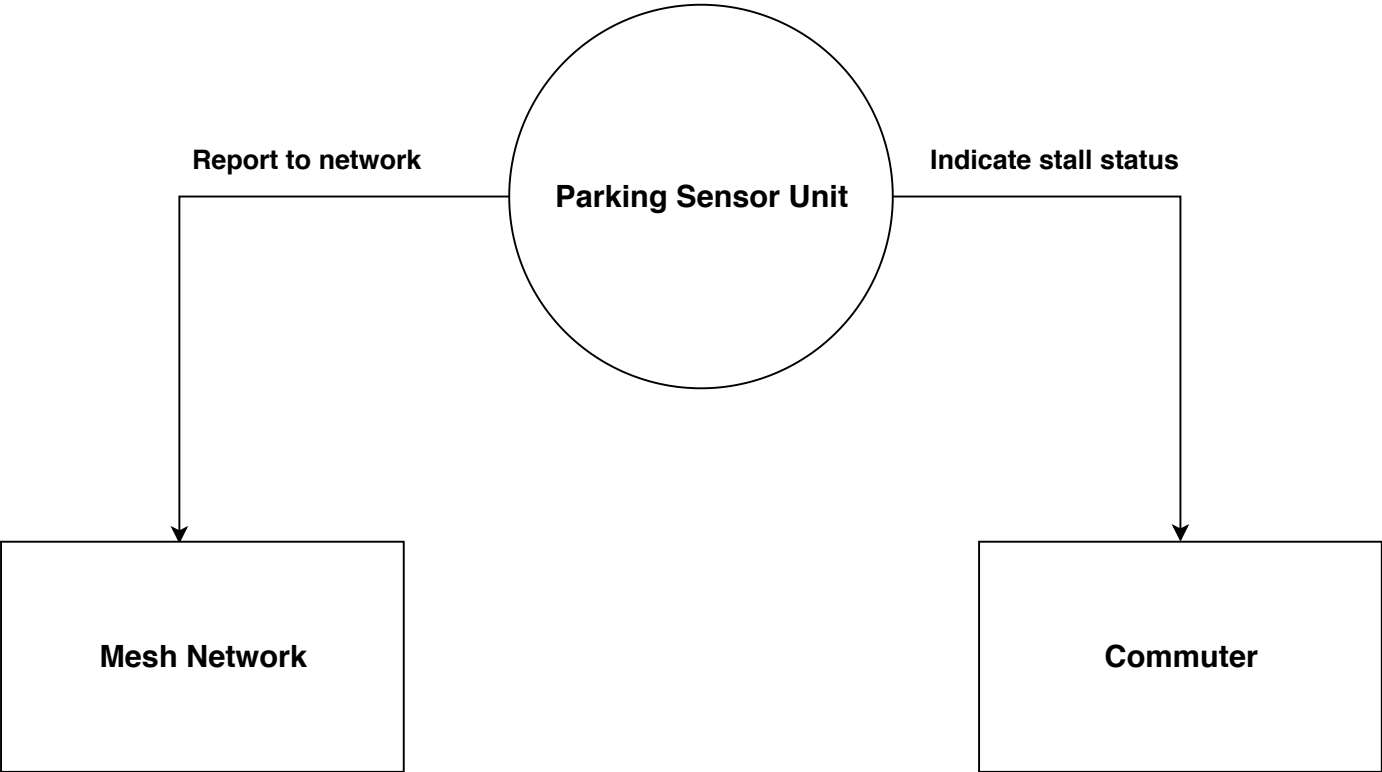 Report to network
Indicate stall status
Parking Sensor Unit
Mesh Network
Commuter